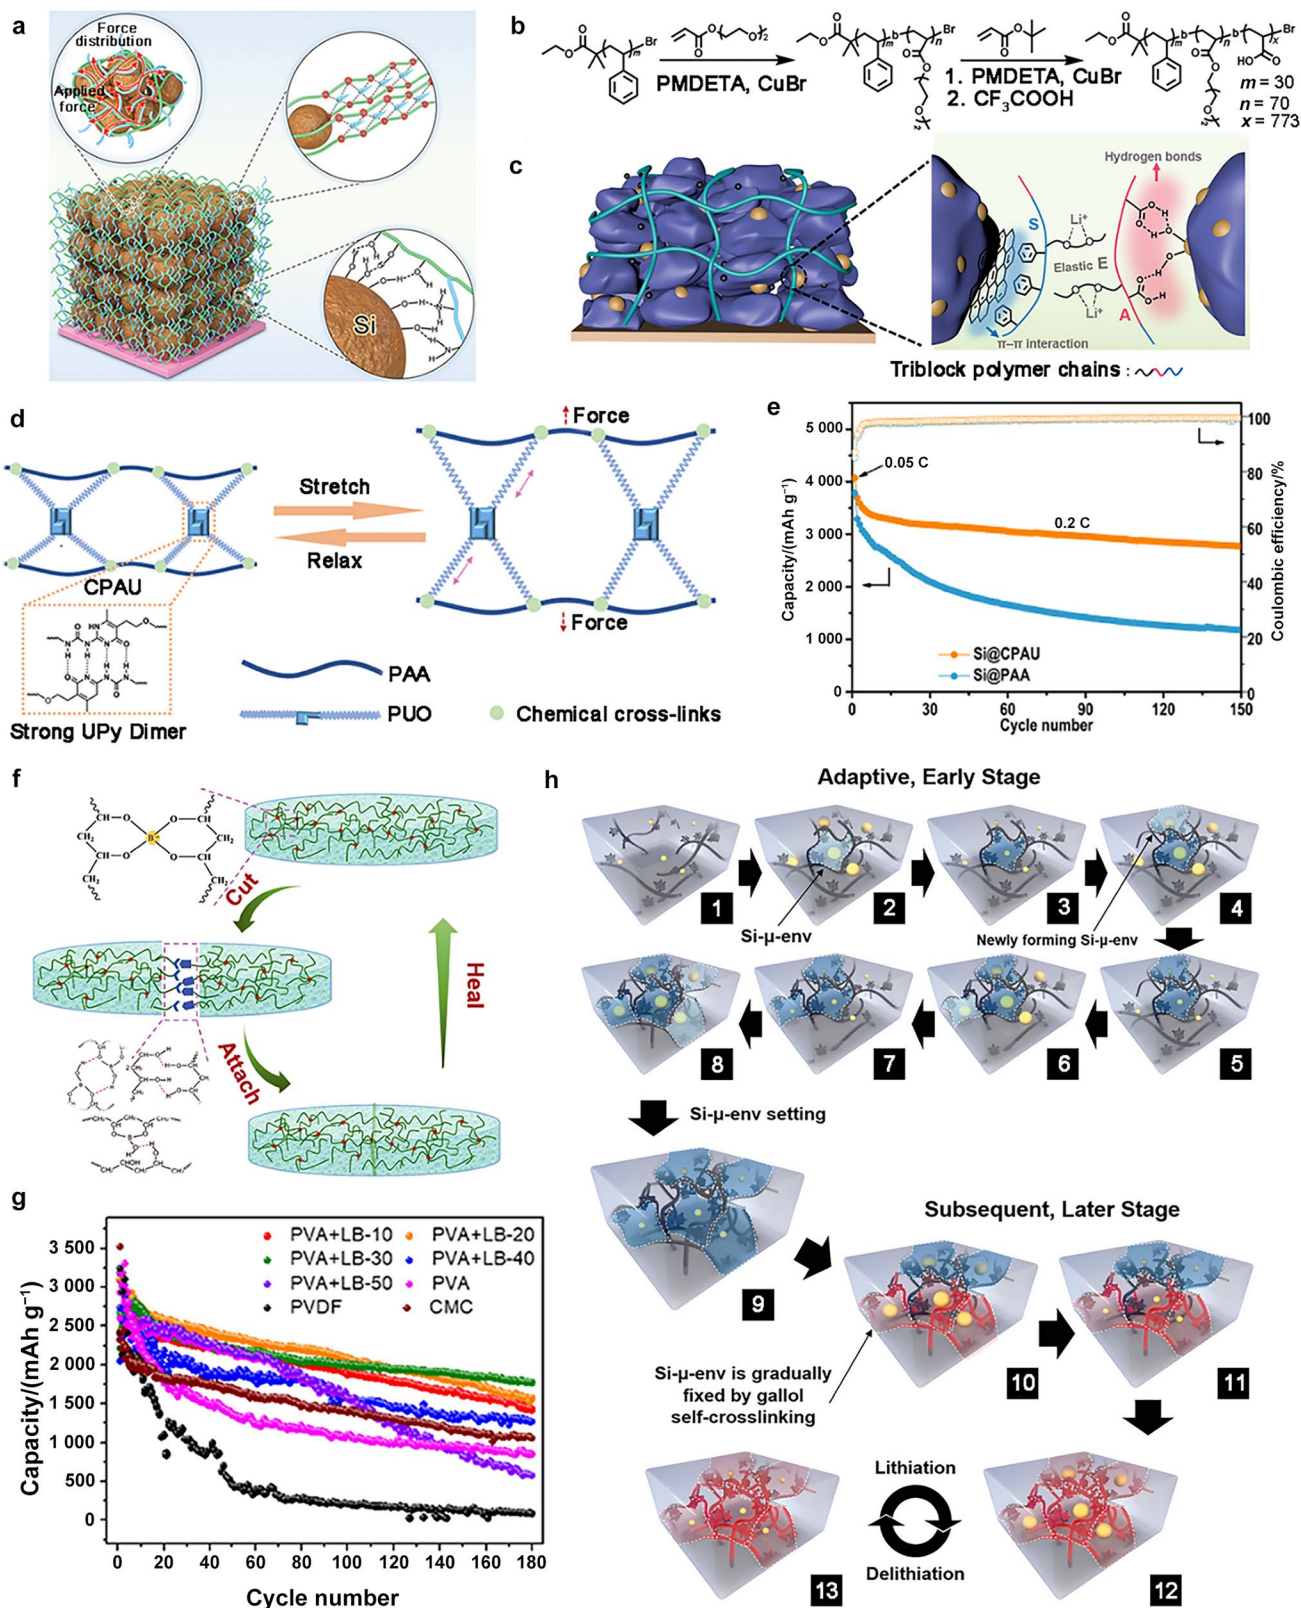 a
Force
distribution
Applied
force
Si
b
PMDETA, CuBr
1. PMDETA, CuBr
2. CF₃COOH
m = 30
n = 70
x = 773
c
Hydrogen bonds
S
Li⁺
Elastic E
Li⁺
A
π–π interaction
Triblock polymer chains :
d
Force
Stretch
Relax
CPAU
Force
Strong UPy Dimer
PAA
PUO
Chemical cross-links
e
Capacity/(mAh g⁻¹)
5 000
4 000
3 000
2 000
1 000
0
0.05 C
0.2 C
Si@CPAU
Si@PAA
100
80
60
40
20
0
Coulombic efficiency/%
0 30 60 90 120 150
Cycle number
f
Cut
Attach
Heal
g
Capacity/(mAh g⁻¹)
3 500
3 000
2 500
2 000
1 500
1 000
500
0
PVA+LB-10 PVA+LB-20
PVA+LB-30 PVA+LB-40
PVA+LB-50 PVA
PVDF CMC
0 20 40 60 80 100 120 140 160 180
Cycle number
h
Adaptive, Early Stage
1
2
3
4
Si-μ-env
Newly forming Si-μ-env
8
7
6
5
Si-μ-env setting
9
Subsequent, Later Stage
10
11
Si-μ-env is gradually
fixed by gallol
self-crosslinking
Lithiation
Delithiation
13
12